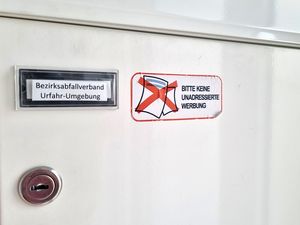 Bezirksabfallverband
Urfahr-Umgebung
BITTE KEINE
UNADRESSIERTE
WERBUNG